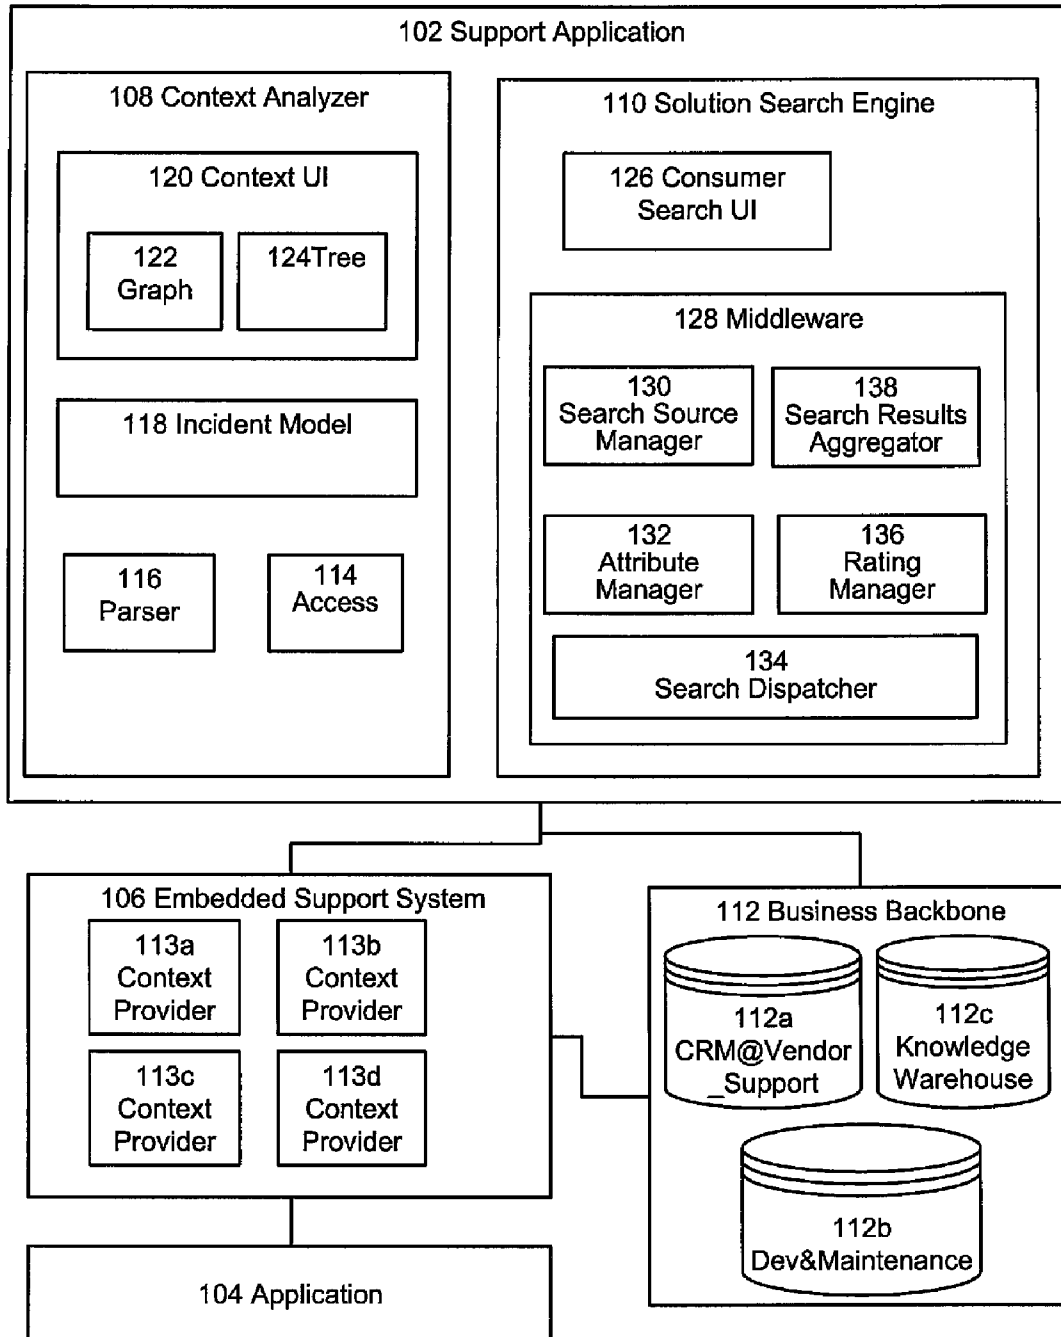 102 Support Application
108 Context Analyzer
120 Context UI
122
Graph
124Tree
118 Incident Model
116
Parser
114
Access
110 Solution Search Engine
126 Consumer
Search UI
128 Middleware
130
Search Source
Manager
138
Search Results
Aggregator
132
Attribute
Manager
136
Rating
Manager
134
Search Dispatcher
106 Embedded Support System
113a
Context
Provider
113b
Context
Provider
113c
Context
Provider
113d
Context
Provider
112 Business Backbone
112a
CRM@Vendor
_Support
112c
Knowledge
Warehouse
112b
Dev&Maintenance
104 Application